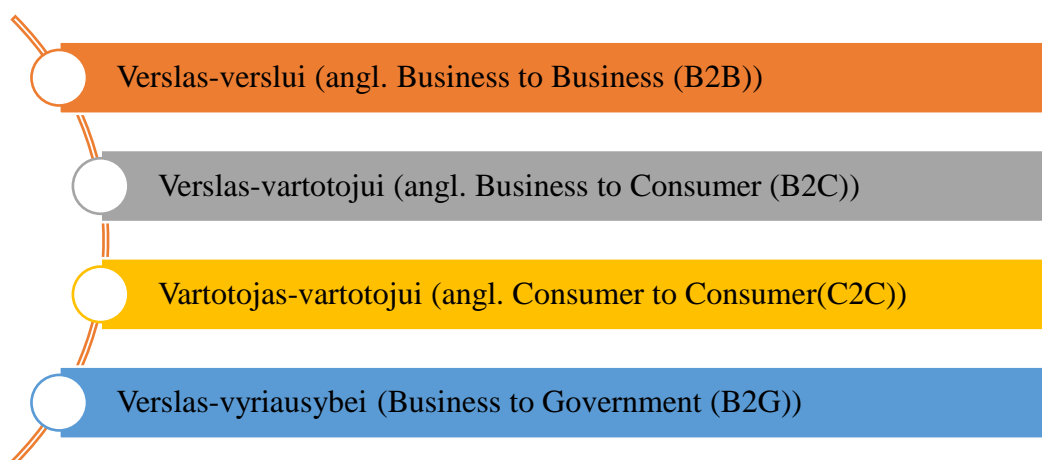 Verslas-verslui (angl. Business to Business (B2B))
Verslas-vartotojui (angl. Business to Consumer (B2C))
Vartotojas-vartotojui (angl. Consumer to Consumer(C2C))
Verslas-vyriausybei (Business to Government (B2G))